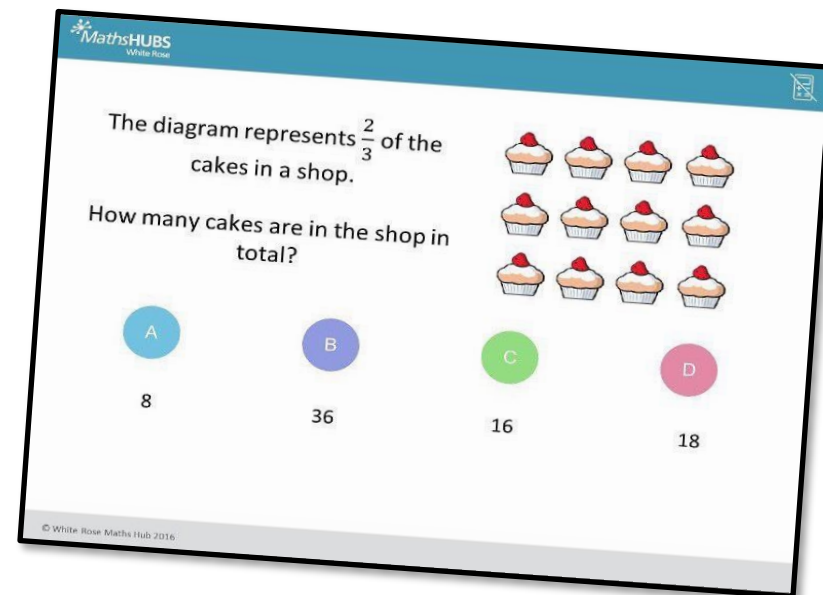 MathsHUBS
White Rose
The diagram represents 2/3 of the
cakes in a shop.
How many cakes are in the shop in
total?
A
B
C
D
8
36
16
18
© White Rose Maths Hub 2016